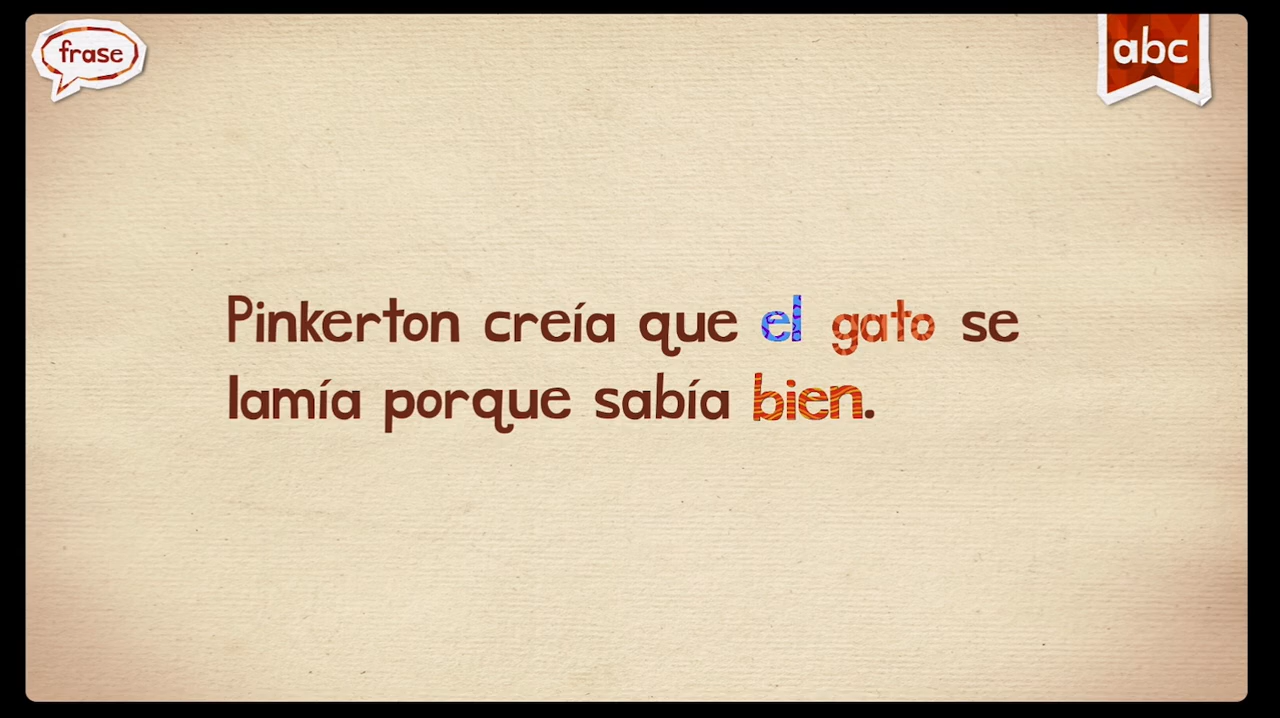 frase
abc
Pinkerton creía que el gato se
lamía porque sabía bien.